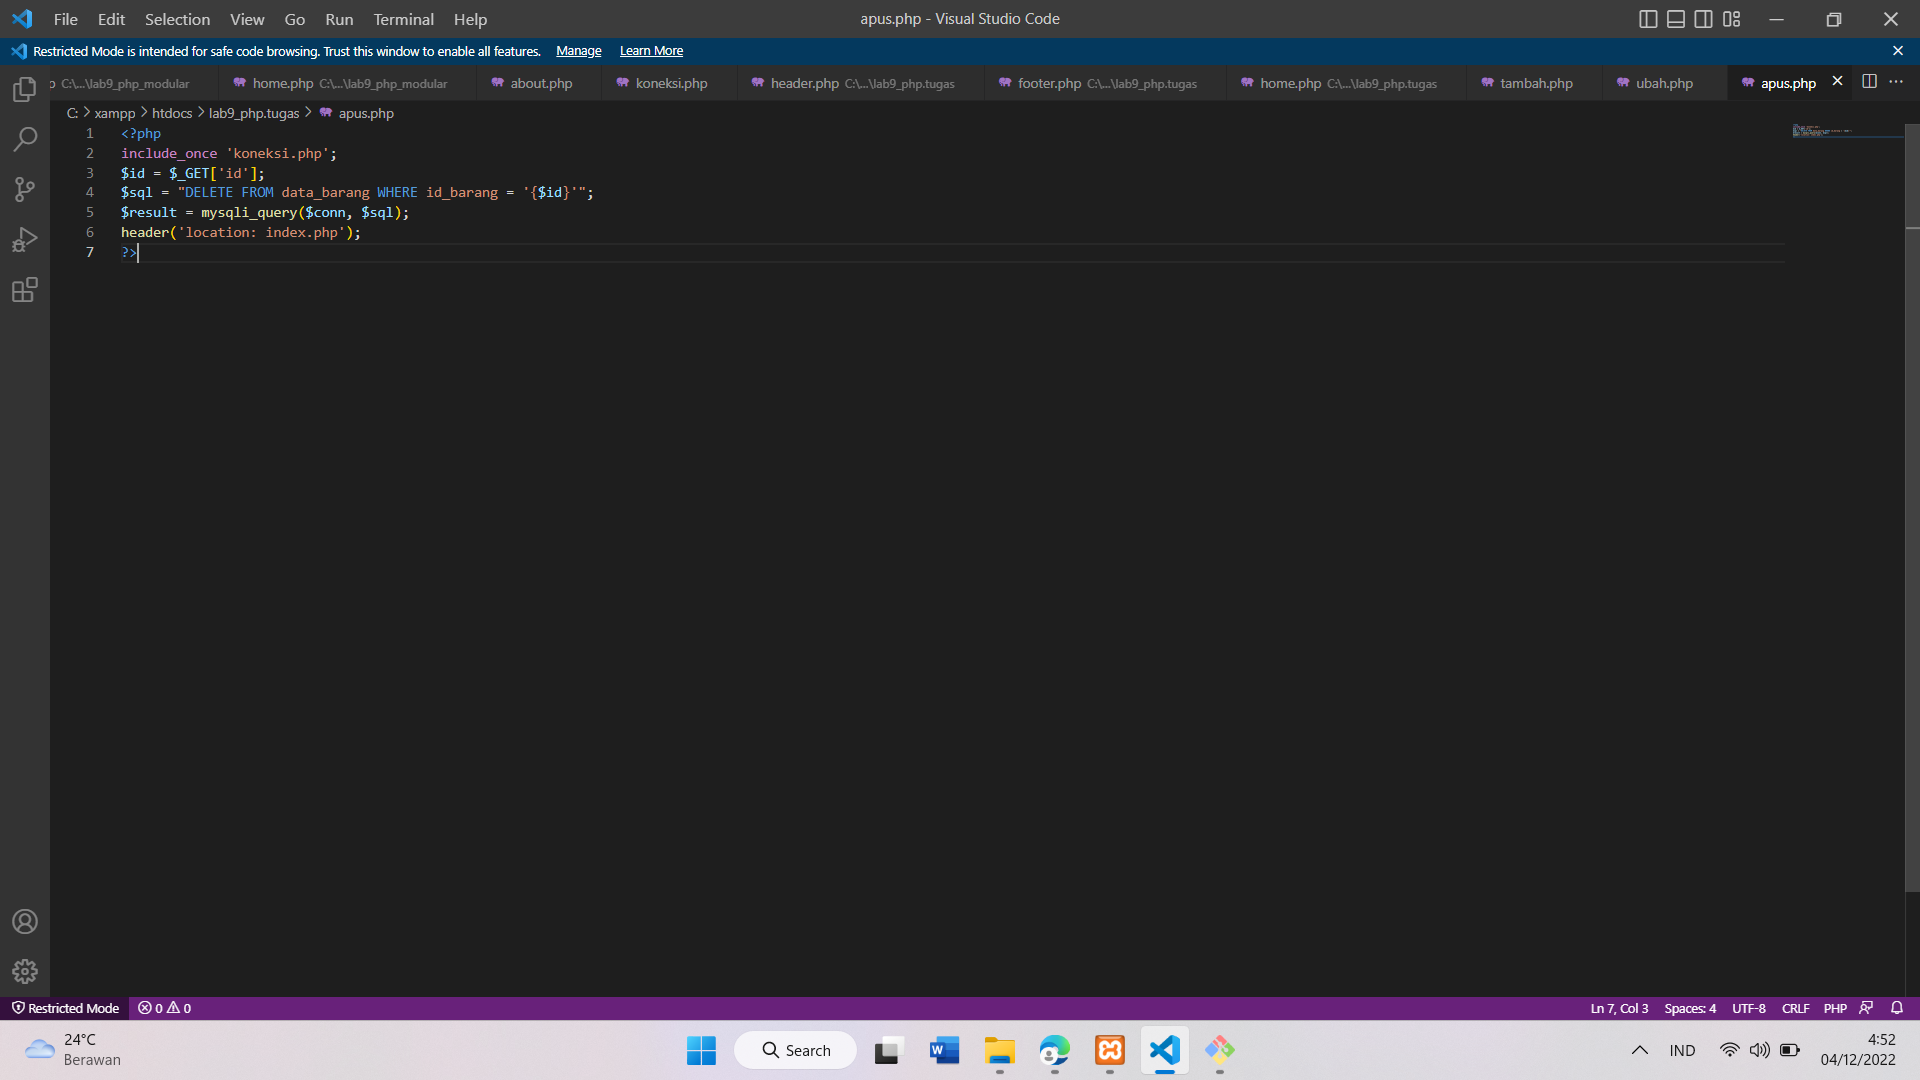 File Edit Selection View Go Run Terminal Help apus.php - Visual Studio Code
Restricted Mode is intended for safe code browsing. Trust this window to enable all features. Manage Learn More
C:\...\lab9_php_modular home.php C:\...\lab9_php_modular about.php koneksi.php header.php C:\...\lab9_php.tugas footer.php C:\...\lab9_php.tugas home.php C:\...\lab9_php.tugas tambah.php ubah.php apus.php
C: > xampp > htdocs > lab9_php.tugas > apus.php
1 <?php
2 include_once 'koneksi.php';
3 $id = $_GET['id'];
4 $sql = "DELETE FROM data_barang WHERE id_barang = '{$id}'";
5 $result = mysqli_query($conn, $sql);
6 header('location: index.php');
7 ?>
Restricted Mode 0 0 Ln 7, Col 3 Spaces: 4 UTF-8 CRLF PHP
24°C
Berawan
Search
IND
4:52
04/12/2022